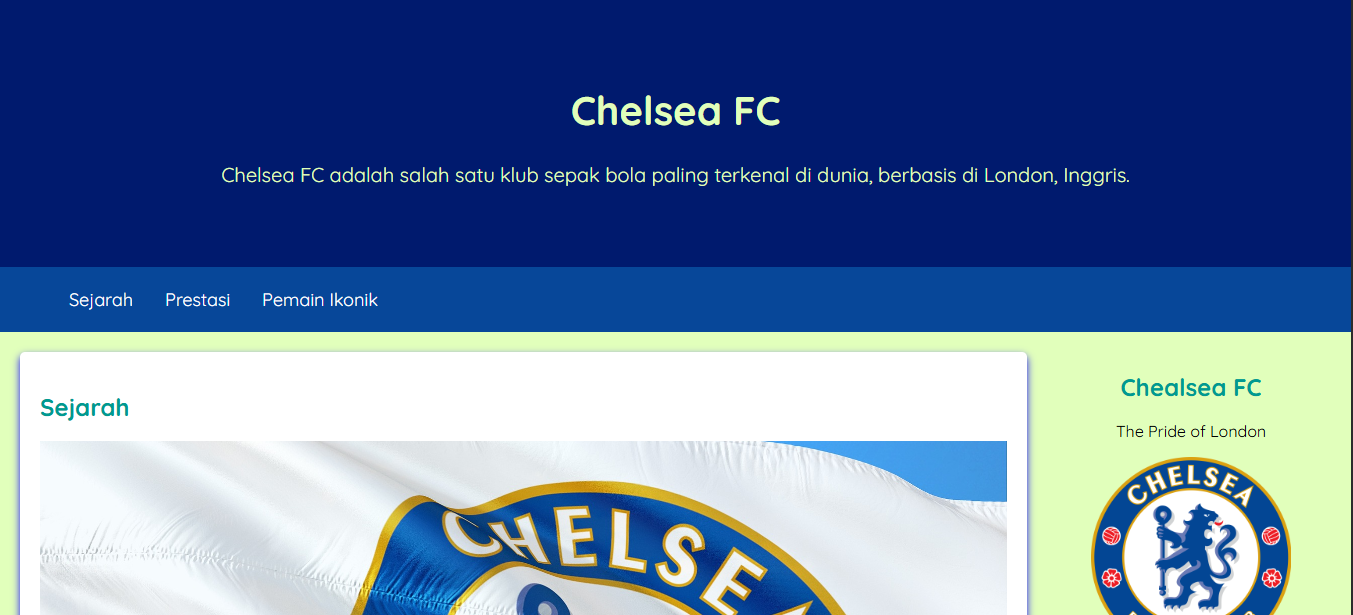 Chelsea FC
Chelsea FC adalah salah satu klub sepak bola paling terkenal di dunia, berbasis di London, Inggris.
Sejarah Prestasi Pemain Ikonik
Sejarah
CHELSEA
Chealsea FC
The Pride of London
CHELSEA